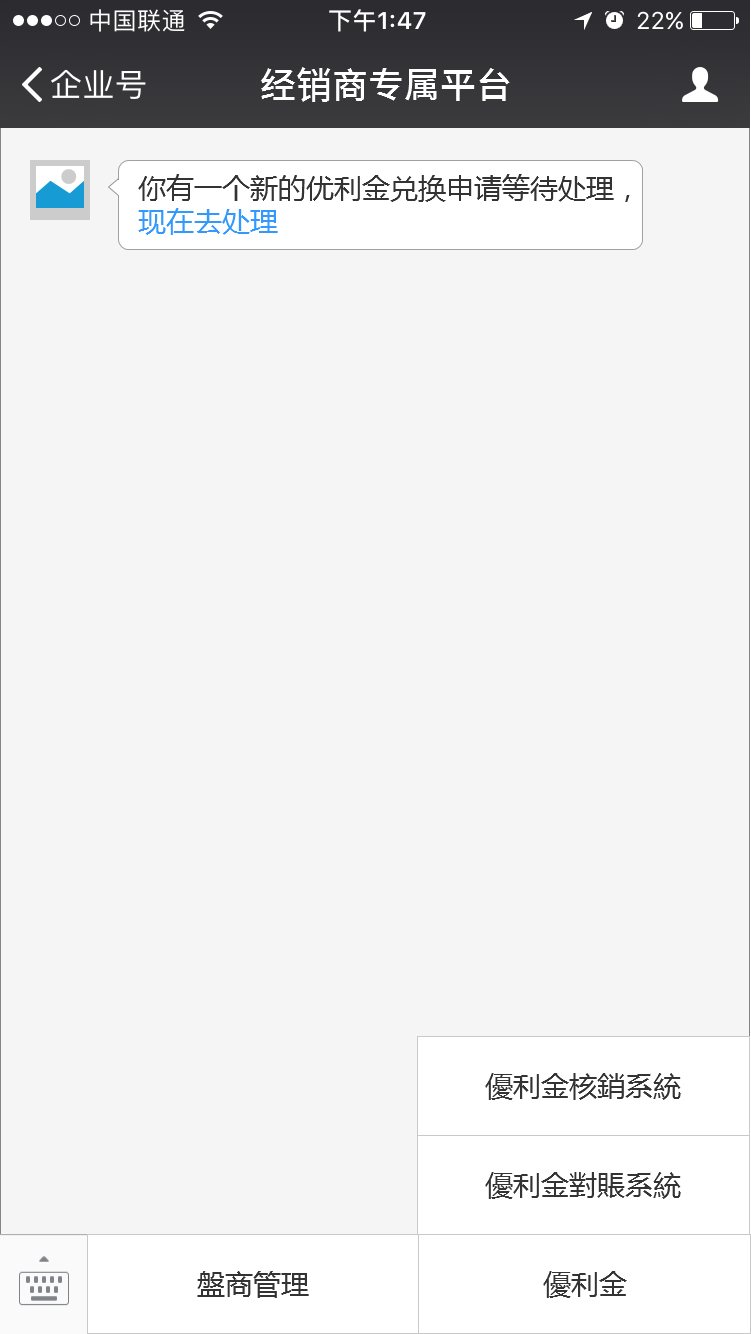 中国联通 下午1:47 22%
企业号 经销商专属平台
你有一个新的优利金兑换申请等待处理，
现在去处理
優利金核銷系統
優利金對賬系統
盤商管理 優利金